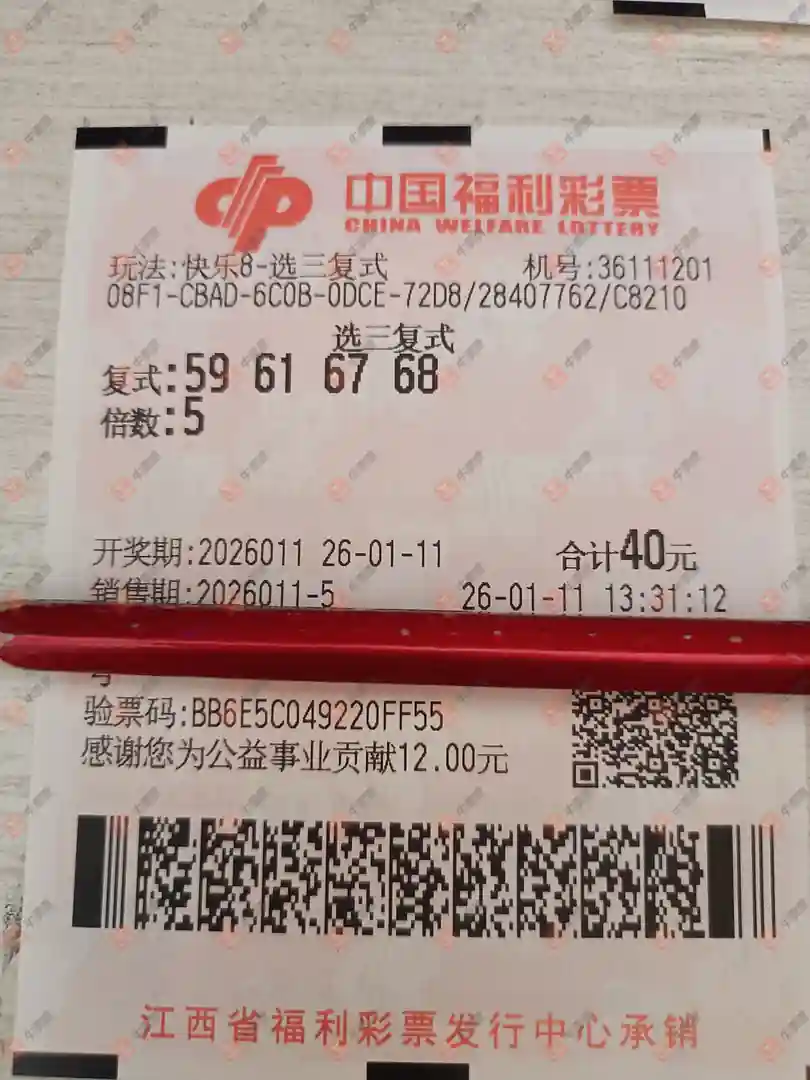 中国福利彩票
CHINA WELFARE LOTTERY
玩法:快乐8-选三复式 机号:36111201
08F1-CBAD-6C0B-0DCE-72D8/28407762/C8210
选三复式
复式:59 61 67 68
倍数:5
开奖期:2026011 26-01-11 合计40元
销售期:2026011-5 26-01-11 13:31:12
号
验票码:BB6E5C049220FF55
感谢您为公益事业贡献12.00元
江西省福利彩票发行中心承销